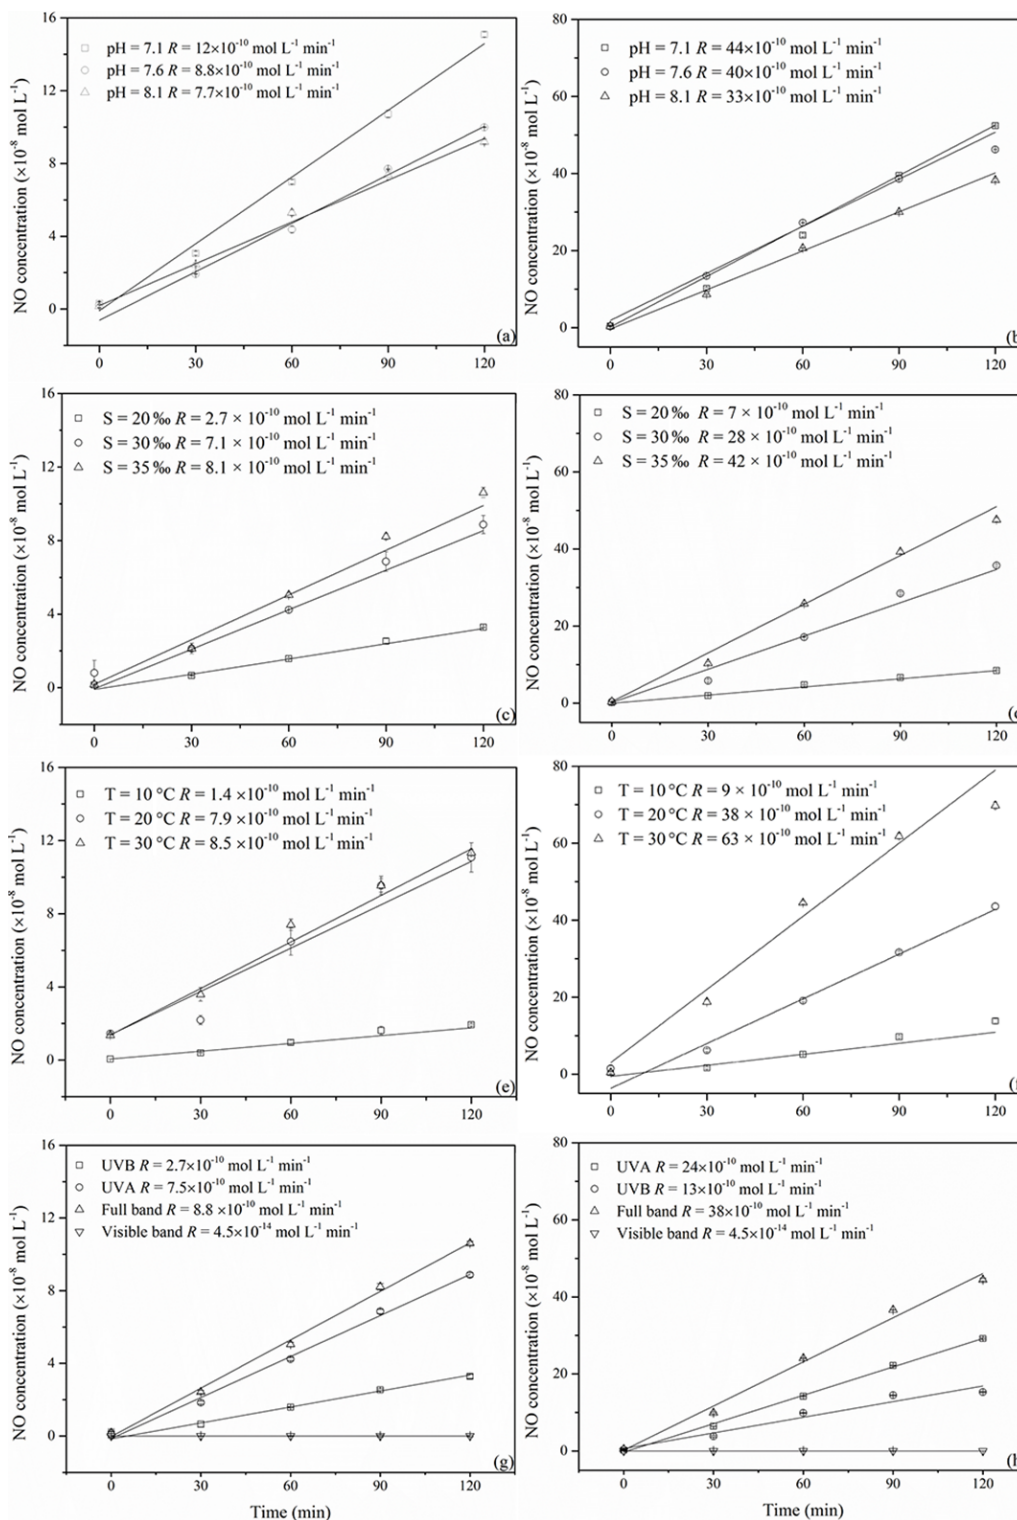 16
12
8
4
0
NO concentration (×10⁻⁸ mol L⁻¹)
pH = 7.1 R = 12×10⁻¹⁰ mol L⁻¹ min⁻¹
pH = 7.6 R = 8.8×10⁻¹⁰ mol L⁻¹ min⁻¹
pH = 8.1 R = 7.7×10⁻¹⁰ mol L⁻¹ min⁻¹
(a)
0 30 60 90 120
80
60
40
20
0
NO concentration (×10⁻⁸ mol L⁻¹)
pH = 7.1 R = 44×10⁻¹⁰ mol L⁻¹ min⁻¹
pH = 7.6 R = 40×10⁻¹⁰ mol L⁻¹ min⁻¹
pH = 8.1 R = 33×10⁻¹⁰ mol L⁻¹ min⁻¹
(b
0 30 60 90 120
16
12
8
4
0
NO concentration (×10⁻⁸ mol L⁻¹)
S = 20 ‰ R = 2.7 × 10⁻¹⁰ mol L⁻¹ min⁻¹
S = 30 ‰ R = 7.1 × 10⁻¹⁰ mol L⁻¹ min⁻¹
S = 35 ‰ R = 8.1 × 10⁻¹⁰ mol L⁻¹ min⁻¹
(c)
0 30 60 90 120
80
60
40
20
0
NO concentration (×10⁻⁸ mol L⁻¹)
S = 20 ‰ R = 7 × 10⁻¹⁰ mol L⁻¹ min⁻¹
S = 30 ‰ R = 28 × 10⁻¹⁰ mol L⁻¹ min⁻¹
S = 35 ‰ R = 42 × 10⁻¹⁰ mol L⁻¹ min⁻¹
0 30 60 90 120
16
12
8
4
0
NO concentration (×10⁻⁸ mol L⁻¹)
T = 10 °C R = 1.4 ×10⁻¹⁰ mol L⁻¹ min⁻¹
T = 20 °C R = 7.9 ×10⁻¹⁰ mol L⁻¹ min⁻¹
T = 30 °C R = 8.5 ×10⁻¹⁰ mol L⁻¹ min⁻¹
(e)
0 30 60 90 120
80
60
40
20
0
NO concentration (×10⁻⁸ mol L⁻¹)
T = 10 °C R = 9 × 10⁻¹⁰ mol L⁻¹ min⁻¹
T = 20 °C R = 38 × 10⁻¹⁰ mol L⁻¹ min⁻¹
T = 30 °C R = 63 × 10⁻¹⁰ mol L⁻¹ min⁻¹
0 30 60 90 120
16
12
8
4
0
NO concentration (×10⁻⁸ mol L⁻¹)
UVB R = 2.7×10⁻¹⁰ mol L⁻¹ min⁻¹
UVA R = 7.5×10⁻¹⁰ mol L⁻¹ min⁻¹
Full band R = 8.8 ×10⁻¹⁰ mol L⁻¹ min⁻¹
Visible band R = 4.5×10⁻¹⁴ mol L⁻¹ min⁻¹
(g)
0 30 60 90 120
Time (min)
80
60
40
20
0
NO concentration (×10⁻⁸ mol L⁻¹)
UVA R = 24×10⁻¹⁰ mol L⁻¹ min⁻¹
UVB R = 13×10⁻¹⁰ mol L⁻¹ min⁻¹
Full band R = 38×10⁻¹⁰ mol L⁻¹ min⁻¹
Visible band R = 4.5×10⁻¹⁴ mol L⁻¹ min⁻¹
0 30 60 90 120
Time (min)